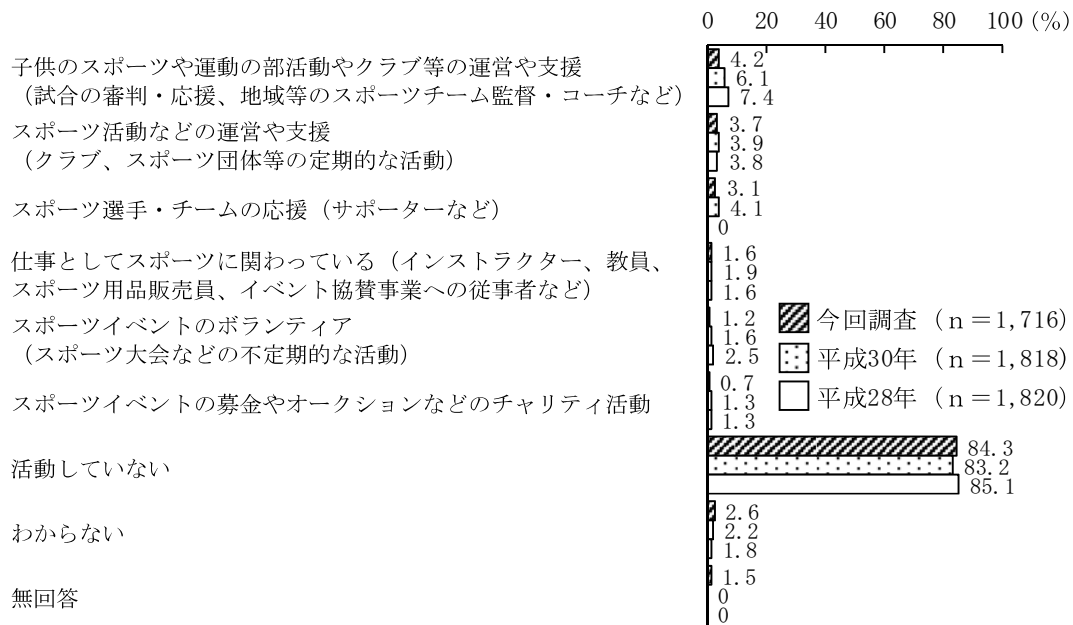 0 20 40 60 80 100 (%)
子供のスポーツや運動の部活動やクラブ等の運営や支援
（試合の審判・応援、地域等のスポーツチーム監督・コーチなど）
4.2
6.1
7.4
スポーツ活動などの運営や支援
（クラブ、スポーツ団体等の定期的な活動）
3.7
3.9
3.8
スポーツ選手・チームの応援（サポーターなど）
3.1
4.1
0
仕事としてスポーツに関わっている（インストラクター、教員、
スポーツ用品販売員、イベント協賛事業への従事者など）
1.6
1.9
1.6
スポーツイベントのボランティア
（スポーツ大会などの不定期的な活動）
1.2
1.6
2.5
スポーツイベントの募金やオークションなどのチャリティ活動
0.7
1.3
1.3
今回調査（ｎ＝1,716）
平成30年（ｎ＝1,818）
平成28年（ｎ＝1,820）
活動していない
84.3
83.2
85.1
わからない
2.6
2.2
1.8
無回答
1.5
0
0